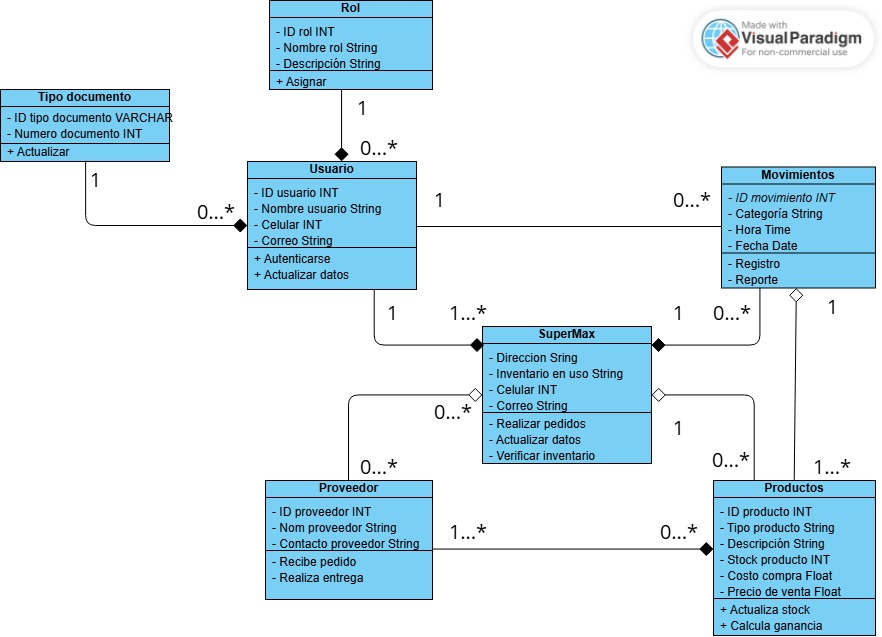 Rol
- ID rol INT
- Nombre rol String
- Descripción String
+ Asignar
Made with
Visual Paradigm
For non-commercial use
Tipo documento
- ID tipo documento VARCHAR
- Numero documento INT
+ Actualizar
1
0...*
1
0...*
Usuario
- ID usuario INT
- Nombre usuario String
- Celular INT
- Correo String
+ Autenticarse
+ Actualizar datos
1
0...*
Movimientos
- ID movimiento INT
- Categoría String
- Hora Time
- Fecha Date
- Registro
- Reporte
1
1...*
1
0...*
1
SuperMax
- Direccion Sring
- Inventario en uso String
- Celular INT
- Correo String
- Realizar pedidos
- Actualizar datos
- Verificar inventario
0...*
0...*
1
0...*
1...*
Proveedor
- ID proveedor INT
- Nom proveedor String
- Contacto proveedor String
- Recibe pedido
- Realiza entrega
1...*
0...*
Productos
- ID producto INT
- Tipo producto String
- Descripción String
- Stock producto INT
- Costo compra Float
- Precio de venta Float
+ Actualiza stock
+ Calcula ganancia